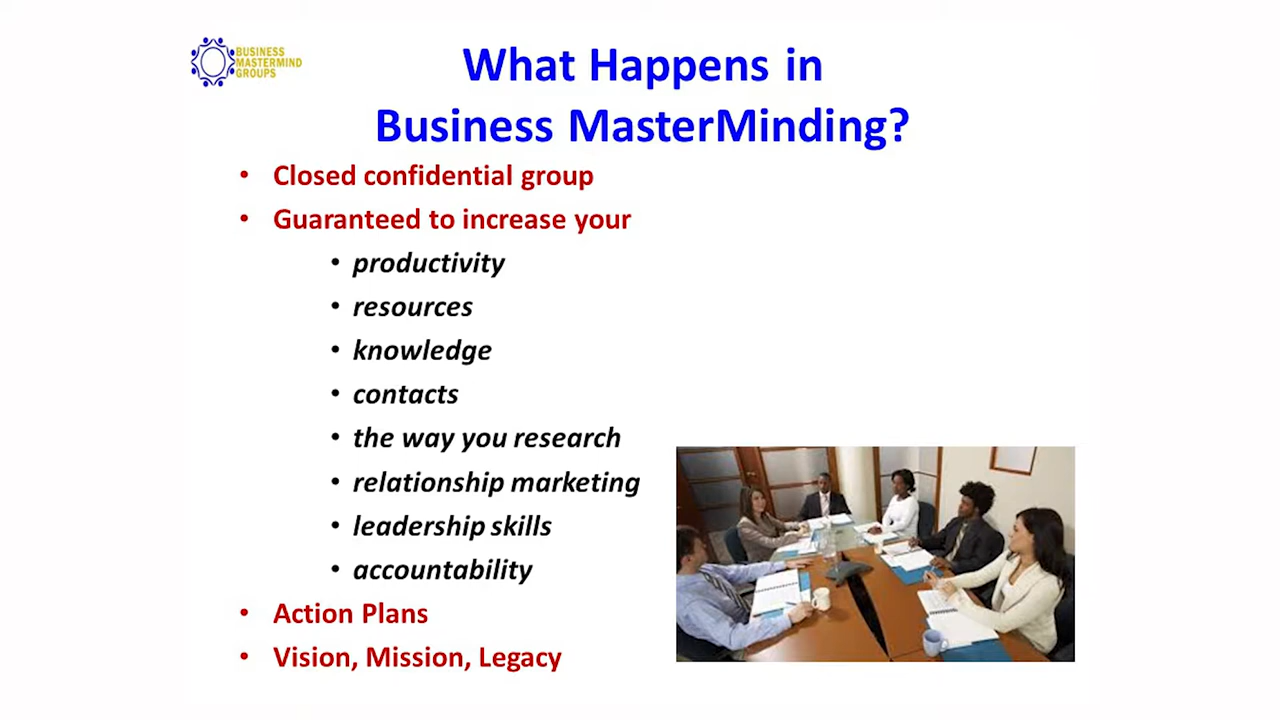 BUSINESS
MASTERMIND
GROUPS
What Happens in
Business MasterMinding?
• Closed confidential group
• Guaranteed to increase your
• productivity
• resources
• knowledge
• contacts
• the way you research
• relationship marketing
• leadership skills
• accountability
• Action Plans
• Vision, Mission, Legacy